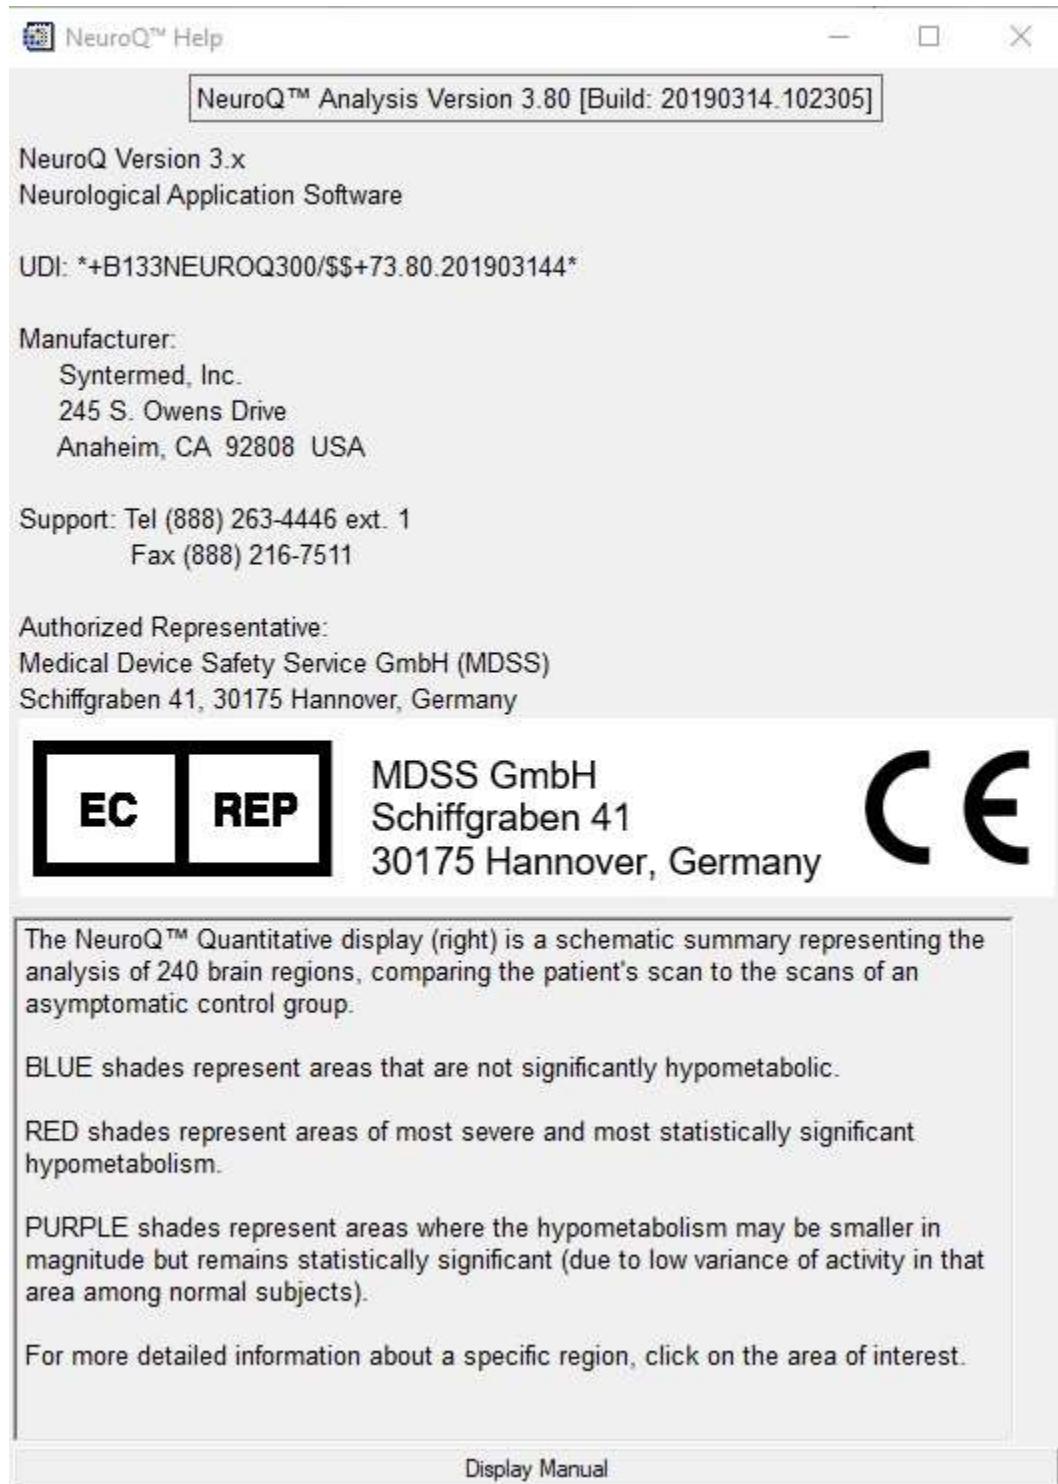 NeuroQ™ Help
NeuroQ™ Analysis Version 3.80 [Build: 20190314.102305]
NeuroQ Version 3.x
Neurological Application Software
UDI: *+B133NEUROQ300/$$+73.80.201903144*
Manufacturer:
Syntermed, Inc.
245 S. Owens Drive
Anaheim, CA 92808 USA
Support: Tel (888) 263-4446 ext. 1
Fax (888) 216-7511
Authorized Representative:
Medical Device Safety Service GmbH (MDSS)
Schiffgraben 41, 30175 Hannover, Germany
EC REP
MDSS GmbH
Schiffgraben 41
30175 Hannover, Germany
CE
The NeuroQ™ Quantitative display (right) is a schematic summary representing the
analysis of 240 brain regions, comparing the patient's scan to the scans of an
asymptomatic control group.
BLUE shades represent areas that are not significantly hypometabolic.
RED shades represent areas of most severe and most statistically significant
hypometabolism.
PURPLE shades represent areas where the hypometabolism may be smaller in
magnitude but remains statistically significant (due to low variance of activity in that
area among normal subjects).
For more detailed information about a specific region, click on the area of interest.
Display Manual